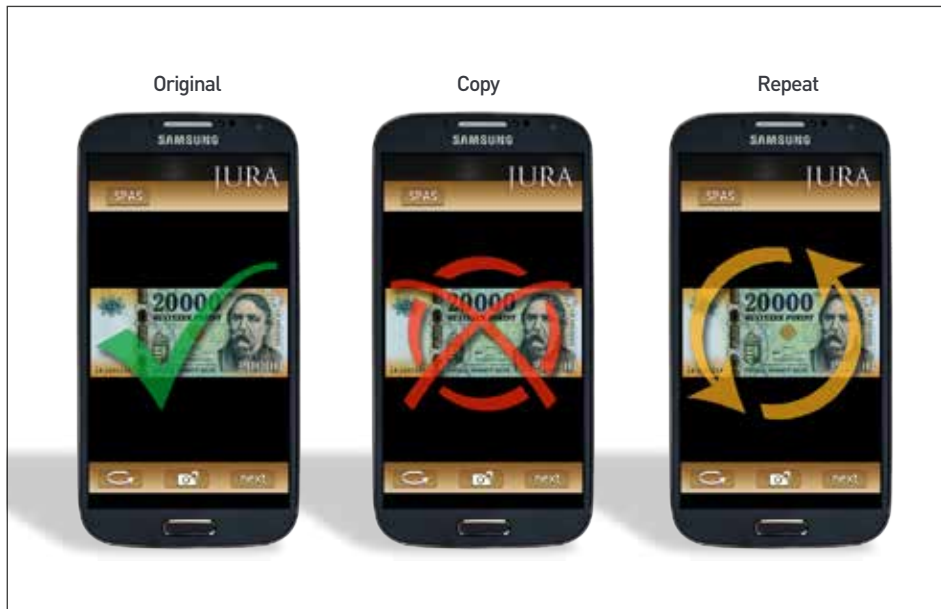 Original
Copy
Repeat
SAMSUNG
SAMSUNG
SAMSUNG
JURA
JURA
JURA
SPAS
SPAS
SPAS
20000
20000
20000
next
next
next